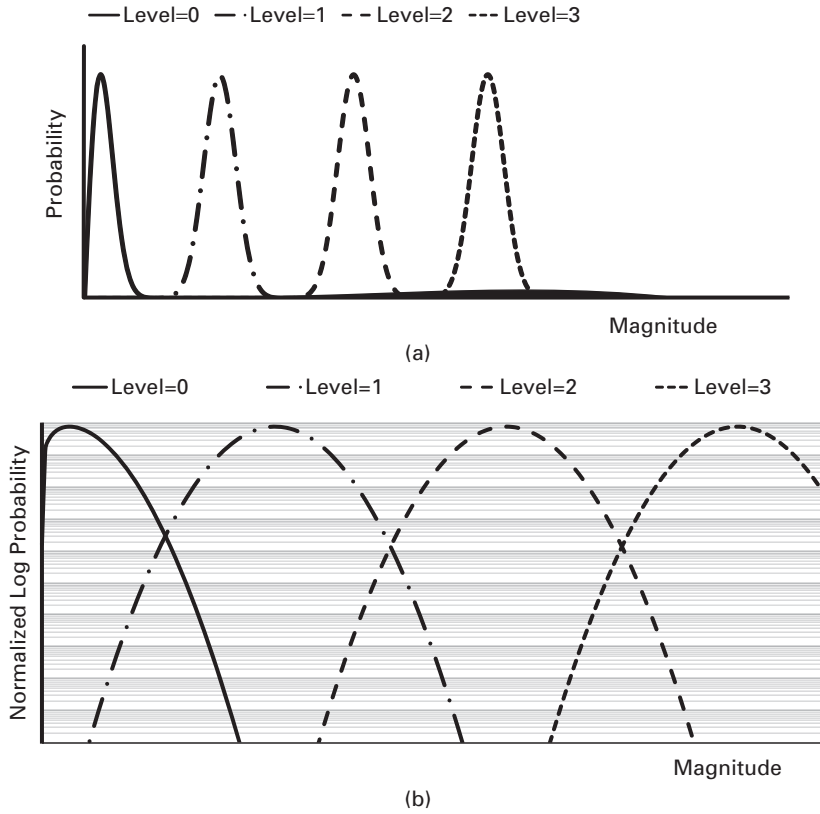 Level=0 Level=1 Level=2 Level=3
Probability
Magnitude
(a)
Level=0 Level=1 Level=2 Level=3
Normalized Log Probability
Magnitude
(b)